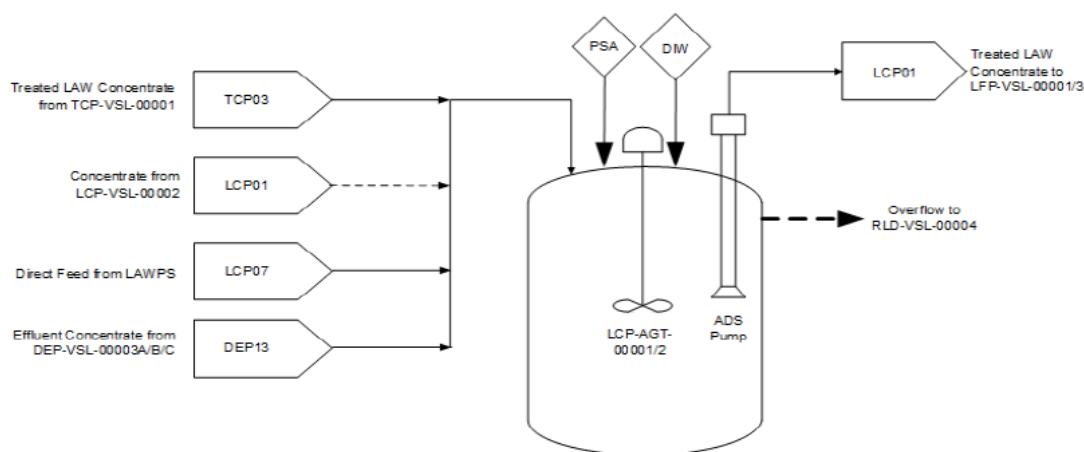 PSA
DIW
Treated LAW Concentrate
from TCP-VSL-00001
TCP03
LCP01
Treated LAW
Concentrate to
LFP-VSL-00001/3
Concentrate from
LCP-VSL-00002
LCP01
Overflow to
RLD-VSL-00004
Direct Feed from LAWPS
LCP07
Effluent Concentrate from
DEP-VSL-00003A/B/C
DEP13
LCP-AGT-
00001/2
ADS
Pump